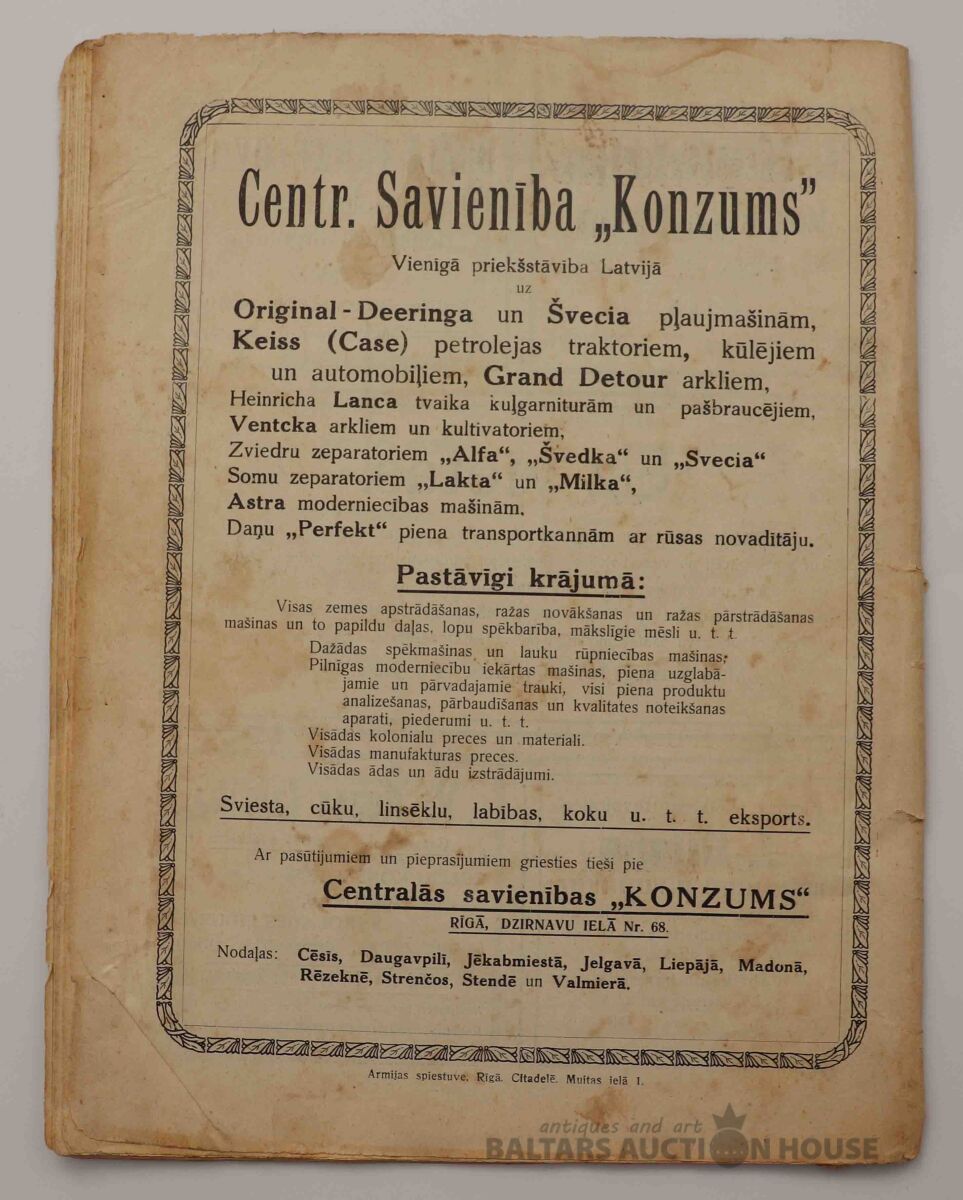 Centr. Savienība „Konzums”
Vienīgā priekšstāvība Latvijā
uz
Original - Deeringa un Švecia pļaujmašinām,
Keiss (Case) petrolejas traktoriem, kūlējiem
un automobiļiem, Grand Detour arkliem,
Heinricha Lanca tvaika kuļgarniturām un pašbraucējiem,
Ventcka arkliem un kultivatoriem,
Zviedru zeparatoriem „Alfa“, „Švedka“ un „Svecia“
Somu zeparatoriem „Lakta“ un „Milka“,
Astra moderniecības mašinām.
Daņu „Perfekt“ piena transportkannām ar rūsas novadītāju.
Pastāvīgi krājumā:
Visas zemes apstrādāšanas, ražas novākšanas un ražas pārstrādāšanas
mašinas un to papildu daļas, lopu spēkbarība, mākslīgie mēsli u. t. t.
Dažādas spēkmašinas un lauku rūpniecības mašinas;
Pilnīgas moderniecību iekārtas mašinas, piena uzglabā-
jamie un pārvadajamie trauki, visi piena produktu
analizešanas, pārbaudīšanas un kvalitates noteikšanas
aparati, piederumi u. t. t.
Visādas kolonialu preces un materiali.
Visādas manufakturas preces.
Visādas ādas un ādu izstrādājumi.
Sviesta, cūku, linsēklu, labības, koku u. t. t. eksports.
Ar pasūtijumiem un pieprasījumiem griesties tieši pie
Centralās savienības „KONZUMS“
RĪGĀ, DZIRNAVU IELĀ Nr. 68.
Nodaļas: Cēsīs, Daugavpilī, Jēkabmiestā, Jelgavā, Liepājā, Madonā,
Rēzeknē, Strenčos, Stendē un Valmierā.
Armijas spiestuve. Rīgā. Citadelē. Muitas ielā 1.
antiques and art
BALTARS AUCTION HOUSE